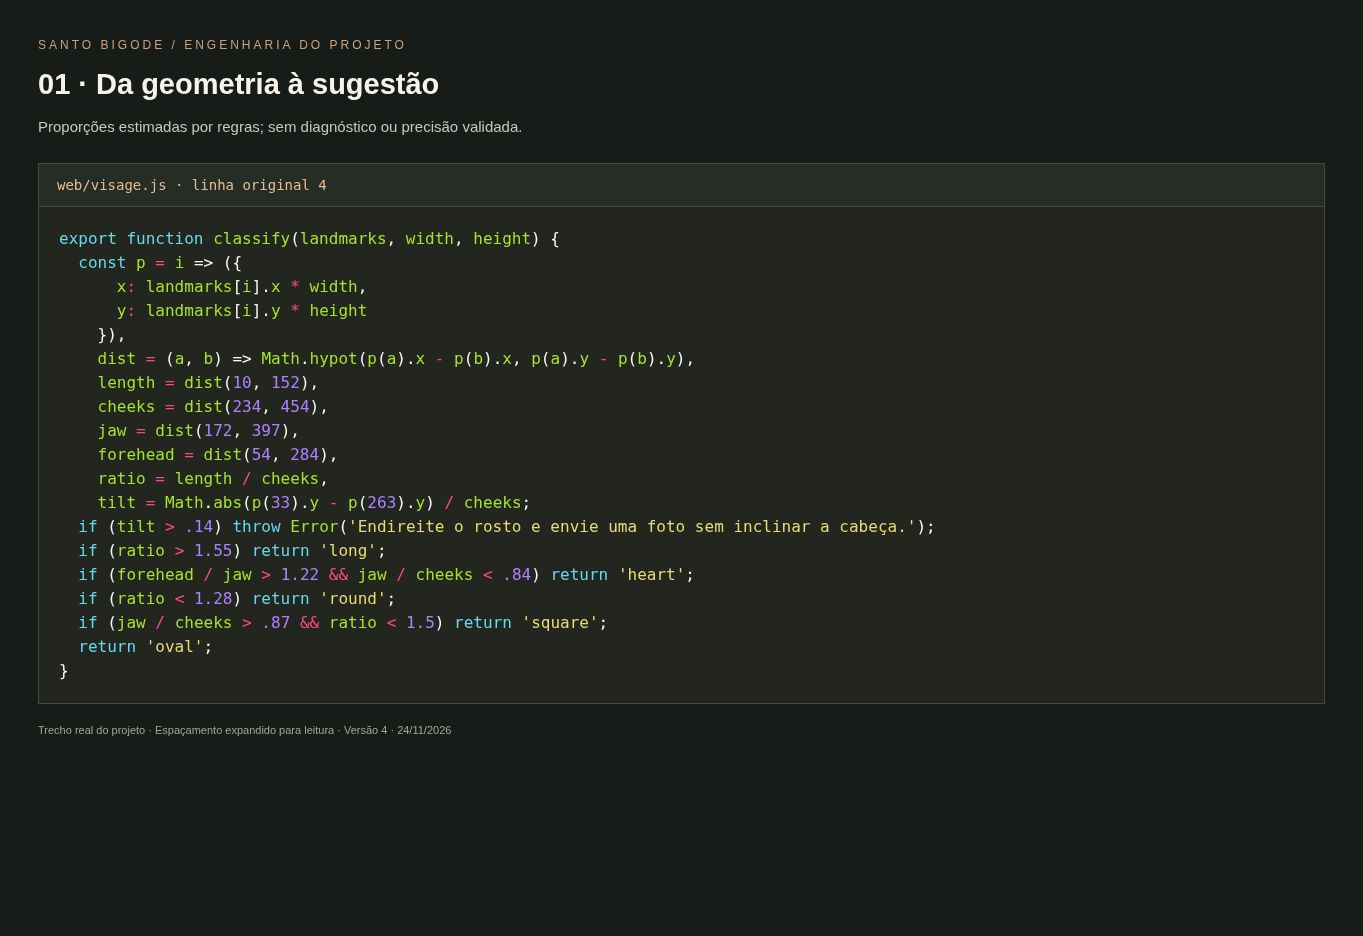 SANTO BIGODE / ENGENHARIA DO PROJETO
01 · Da geometria à sugestão
Proporções estimadas por regras; sem diagnóstico ou precisão validada.
web/visage.js · linha original 4
export function classify(landmarks, width, height) {
  const p = i => ({
      x: landmarks[i].x * width,
      y: landmarks[i].y * height
    }),
    dist = (a, b) => Math.hypot(p(a).x - p(b).x, p(a).y - p(b).y),
    length = dist(10, 152),
    cheeks = dist(234, 454),
    jaw = dist(172, 397),
    forehead = dist(54, 284),
    ratio = length / cheeks,
    tilt = Math.abs(p(33).y - p(263).y) / cheeks;
  if (tilt > .14) throw Error('Endireite o rosto e envie uma foto sem inclinar a cabeça.');
  if (ratio > 1.55) return 'long';
  if (forehead / jaw > 1.22 && jaw / cheeks < .84) return 'heart';
  if (ratio < 1.28) return 'round';
  if (jaw / cheeks > .87 && ratio < 1.5) return 'square';
  return 'oval';
}
Trecho real do projeto · Espaçamento expandido para leitura · Versão 4 · 24/11/2026